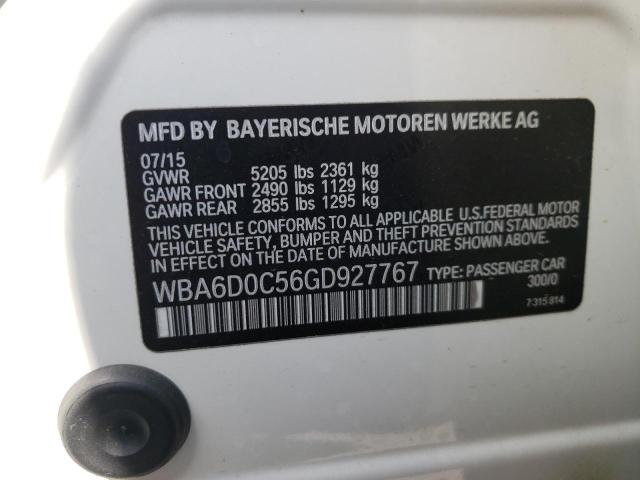 MFD BY BAYERISCHE MOTOREN WERKE AG
07/15
GVWR 5205 lbs 2361 kg
GAWR FRONT 2490 lbs 1129 kg
GAWR REAR 2855 lbs 1295 kg
THIS VEHICLE CONFORMS TO ALL APPLICABLE U.S.FEDERAL MOTOR
VEHICLE SAFETY, BUMPER AND THEFT PREVENTION STANDARDS
IN EFFECT ON THE DATE OF MANUFACTURE SHOWN ABOVE.
WBA6D0C56GD927767 TYPE: PASSENGER CAR
300/0
7 315 814